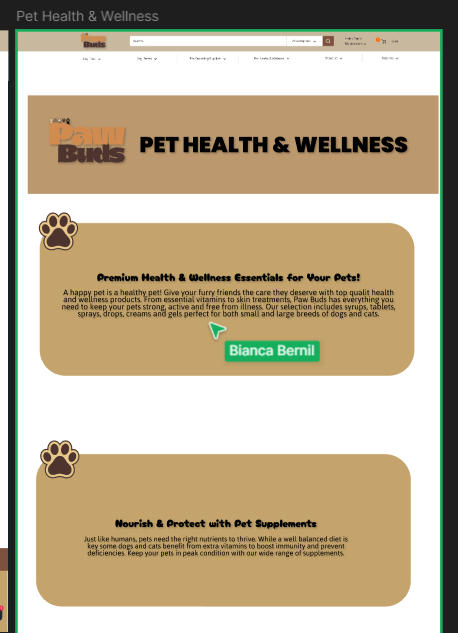 Pet Health & Wellness
Paw
Buds
Paw
Buds
PET HEALTH & WELLNESS
Premium Health & Wellness Essentials for Your Pets!
A happy pet is a healthy pet! Give your furry friends the care they deserve with top qualit health
and wellness products. From essential vitamins to skin treatments, Paw Buds has everything you
need to keep your pets strong, active and free from illness. Our selection includes syrups, tablets,
sprays, drops, creams and gels perfect for both small and large breeds of dogs and cats.
Bianca Bernil
Nourish & Protect with Pet Supplements
Just like humans, pets need the right nutrients to thrive. While a well balanced diet is
key some dogs and cats benefit from extra vitamins to boost immunity and prevent
deficiencies. Keep your pets in peak condition with our wide range of supplements.